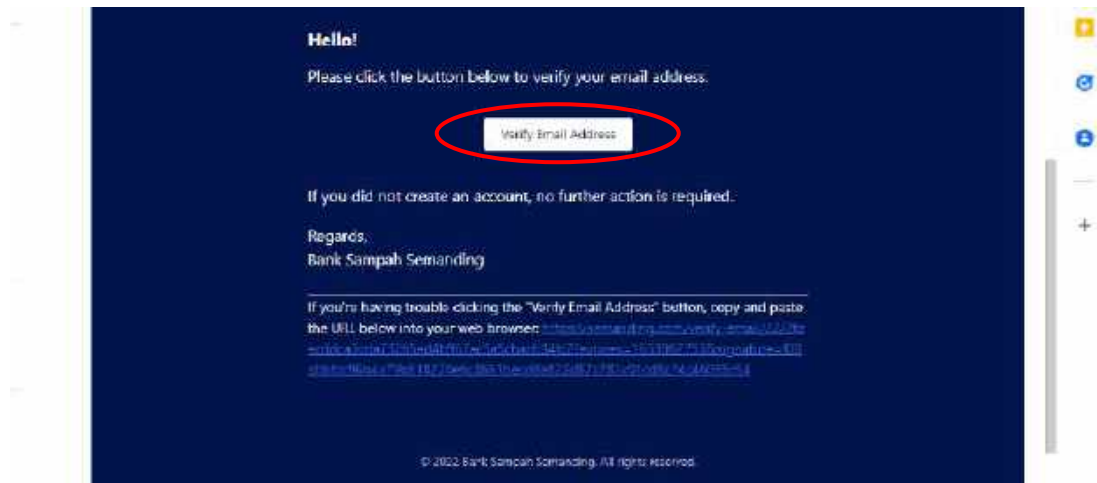 Hello!
Please click the button below to verify your email address.
Verify Email Address
If you did not create an account, no further action is required.
Regards,
Bank Sampah Semanding
If you're having trouble clicking the "Verify Email Address" button, copy and paste
the URL below into your web browser:
© 2022 Bank Sampah Semanding. All rights reserved.